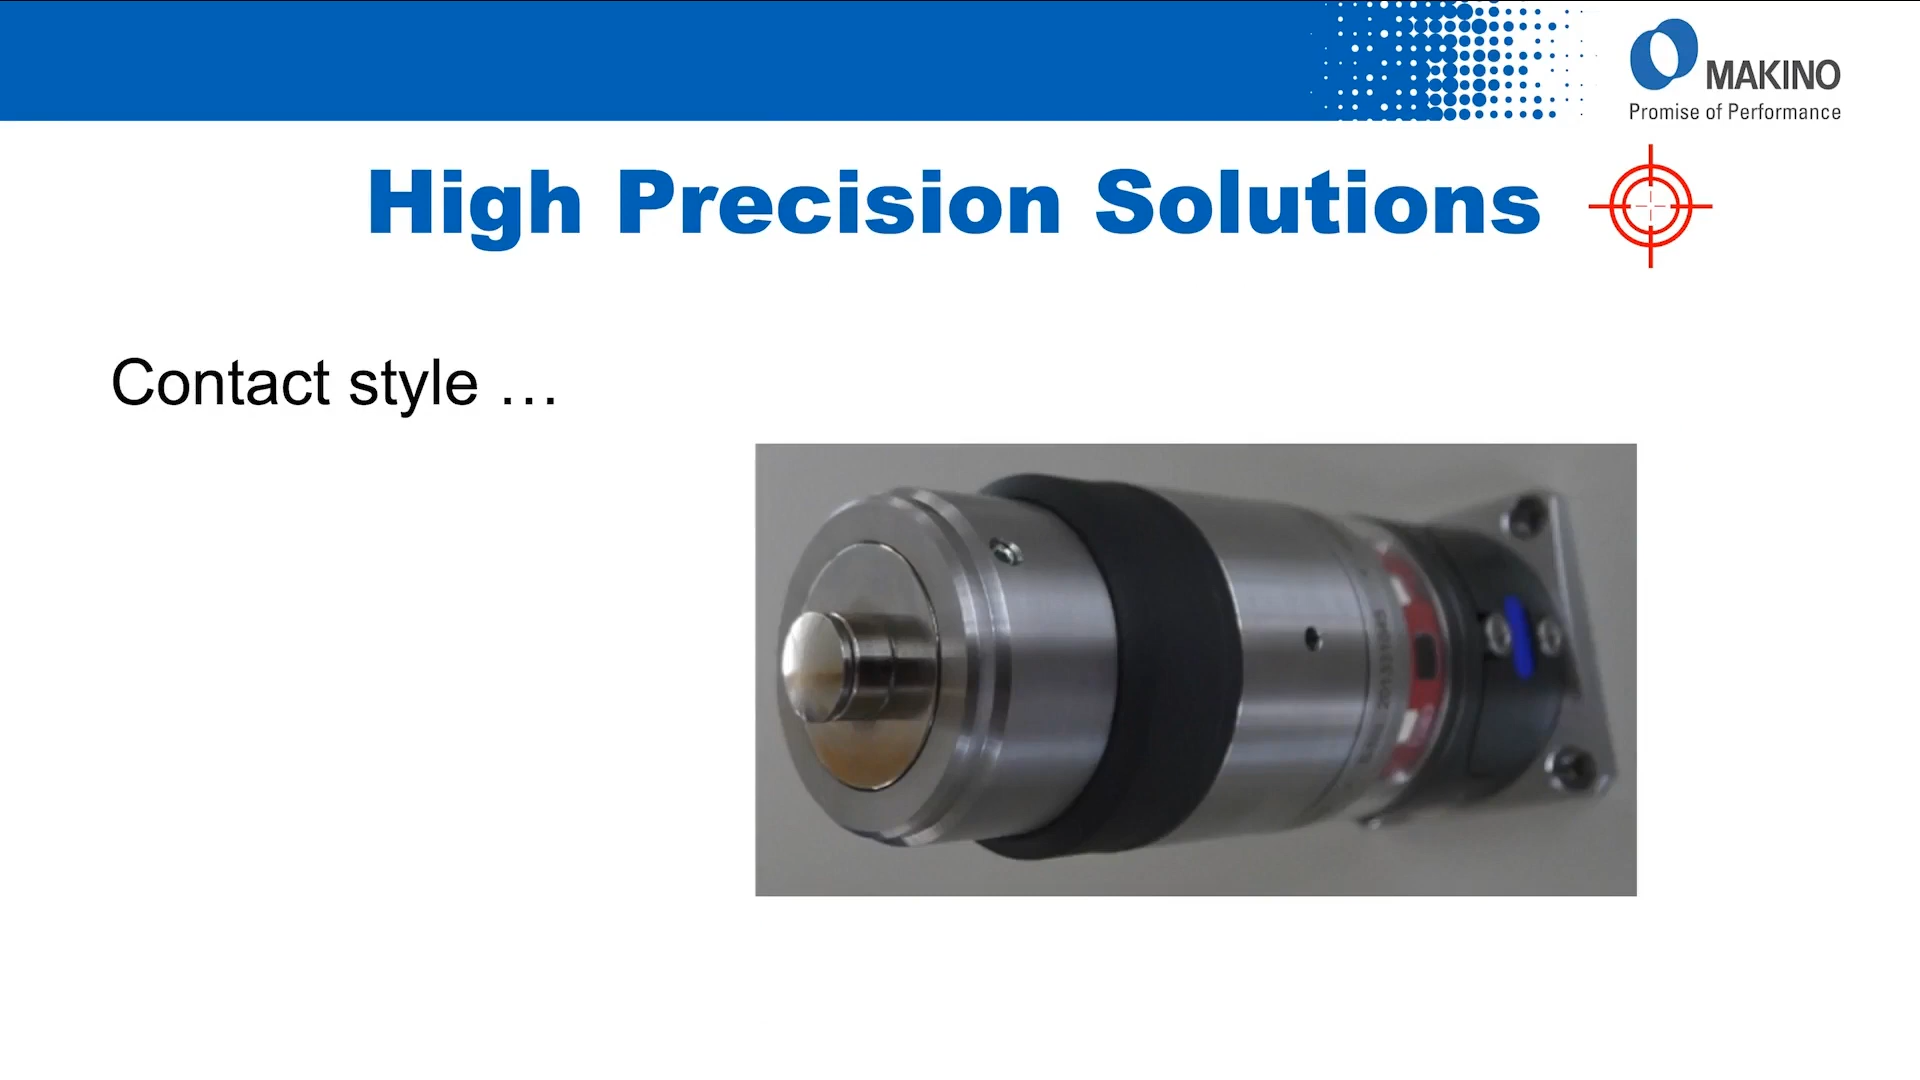 MAKINO
Promise of Performance
High Precision Solutions
Contact style …